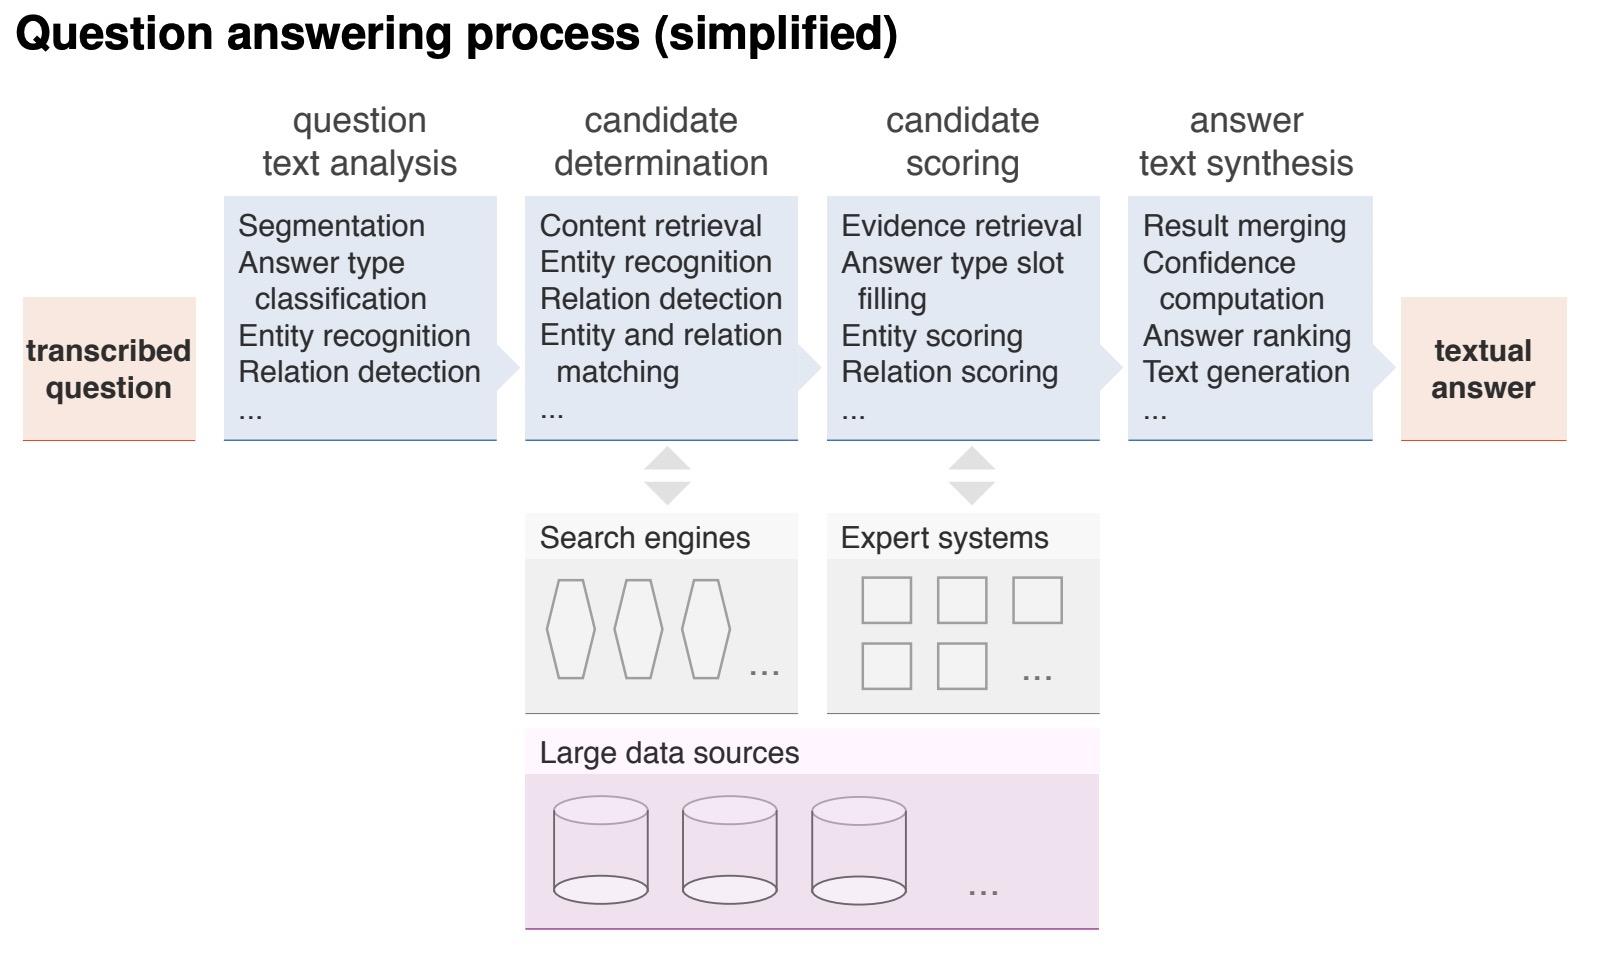 Question answering process (simplified)
question
text analysis
candidate
determination
candidate
scoring
answer
text synthesis
transcribed
question
Segmentation
Answer type
classification
Entity recognition
Relation detection
...
Content retrieval
Entity recognition
Relation detection
Entity and relation
matching
...
Evidence retrieval
Answer type slot
filling
Entity scoring
Relation scoring
...
Result merging
Confidence
computation
Answer ranking
Text generation
...
textual
answer
Search engines
...
Expert systems
...
Large data sources
...